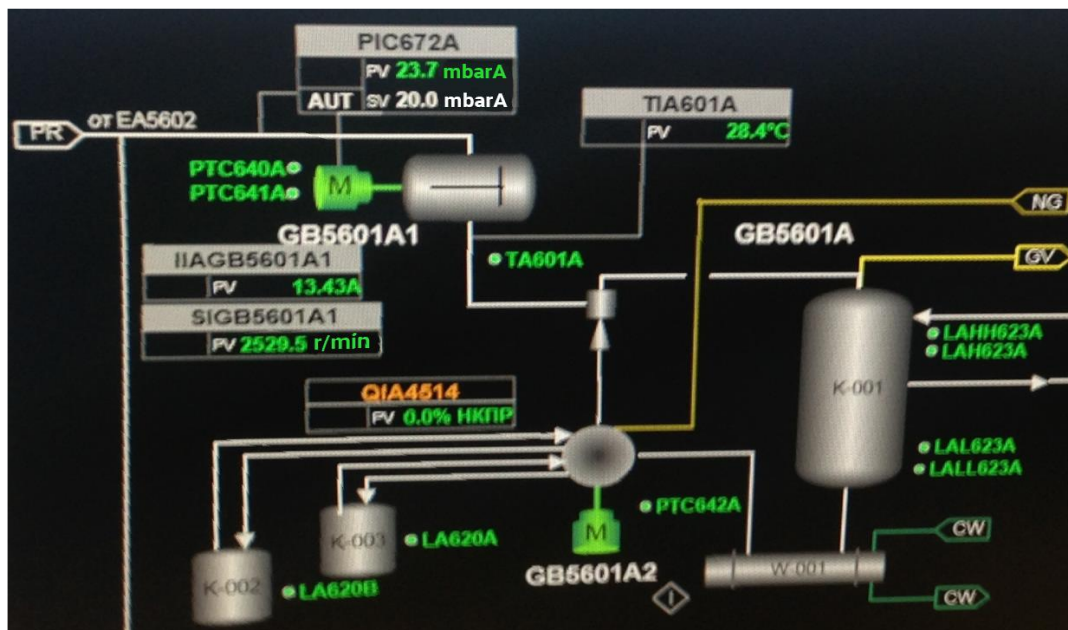 PIC672A
PV 23.7 mbarA
AUT SV 20.0 mbarA
TIA601A
PV 28.4°C
PR от EA5602
PTC640A
PTC641A
M
GB5601A1
TA601A
IIAGB5601A1
PV 13.43A
SIGB5601A1
PV 2529.5 r/min
NG
GB5601A
GV
LAHH623A
LAH623A
K-001
QIA4514
PV 0.0% НКПР
LAL623A
LALL623A
PTC642A
M
K-003
LA620A
K-002
LA620B
GB5601A2
I
W-001
CW
CW